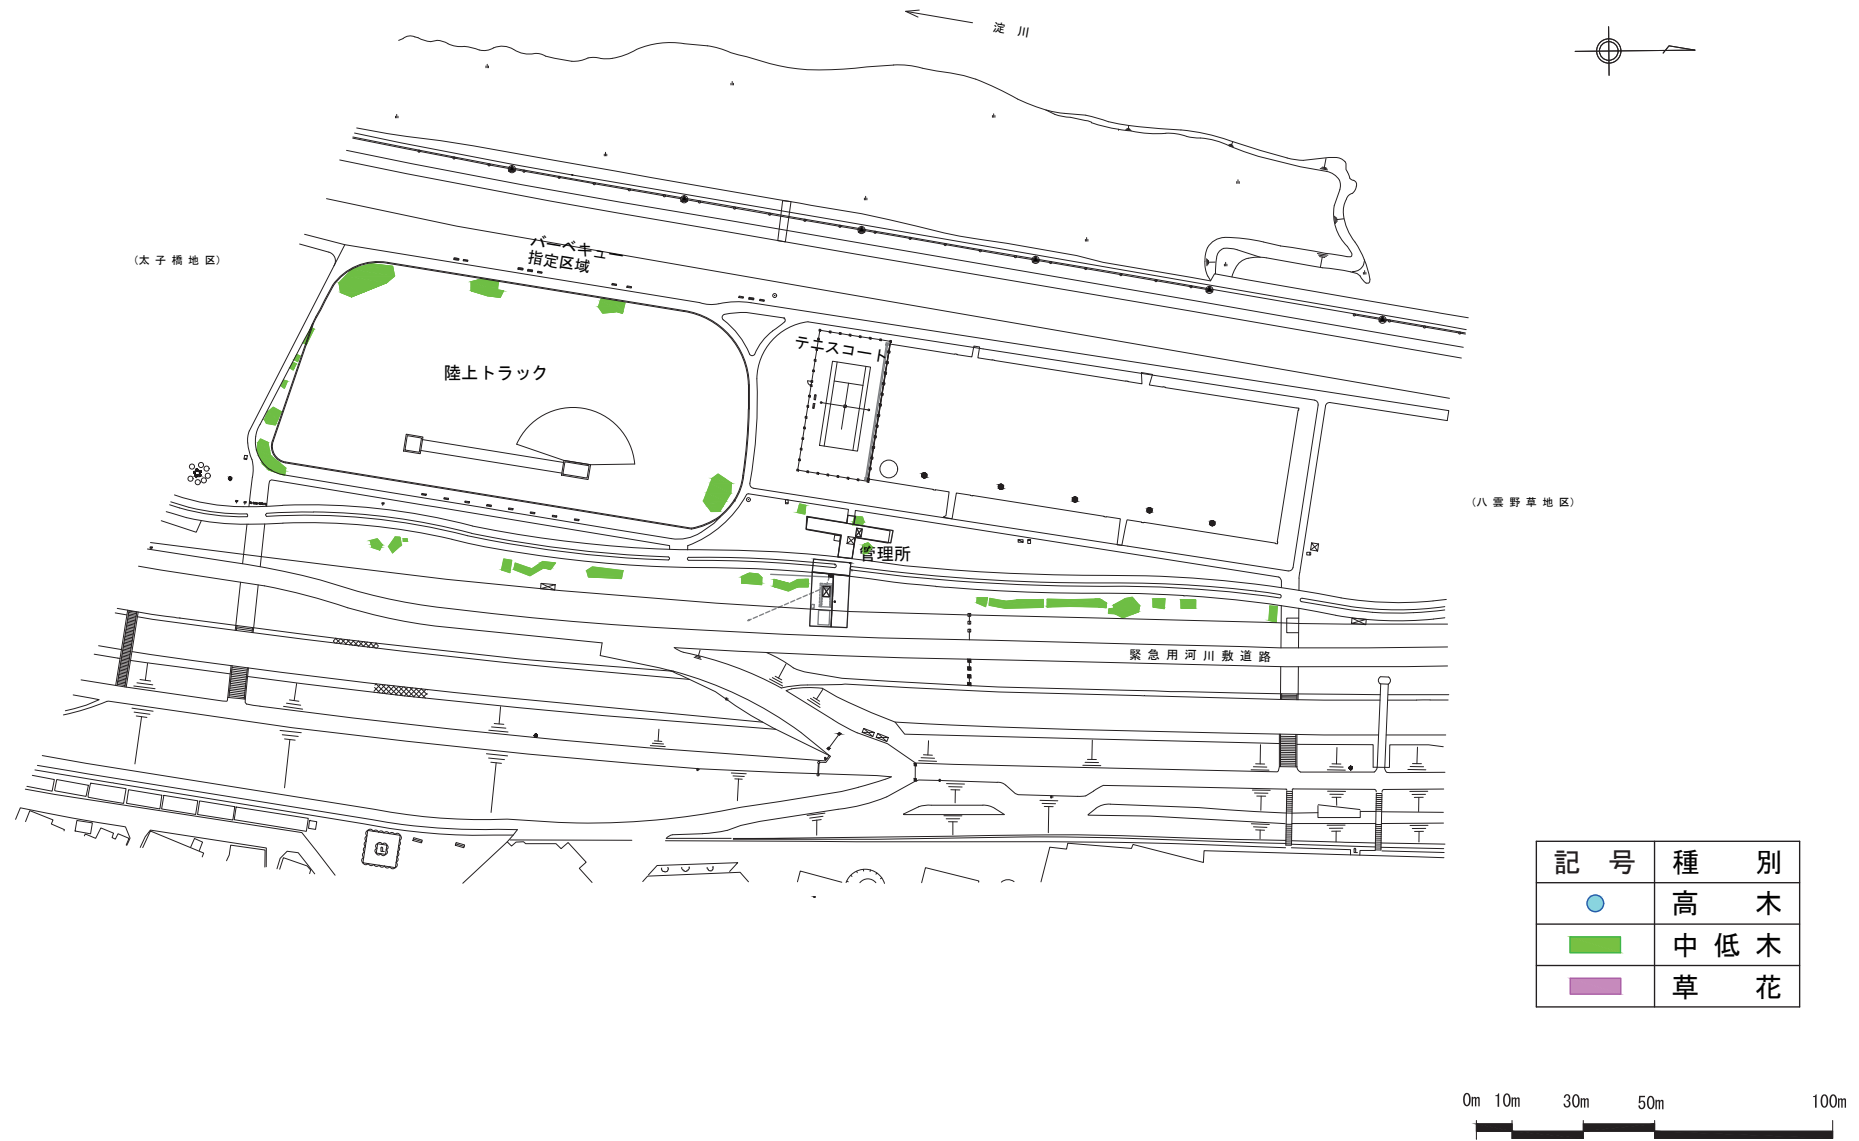 淀　川
（太子橋地区）
バーベキュー
指定区域
テニスコート
陸上トラック
（八雲野草地区）
管理所
緊急用河川敷道路
記　号　種　別
高　木
中低木
草　花
0m　10m　30m　50m　100m